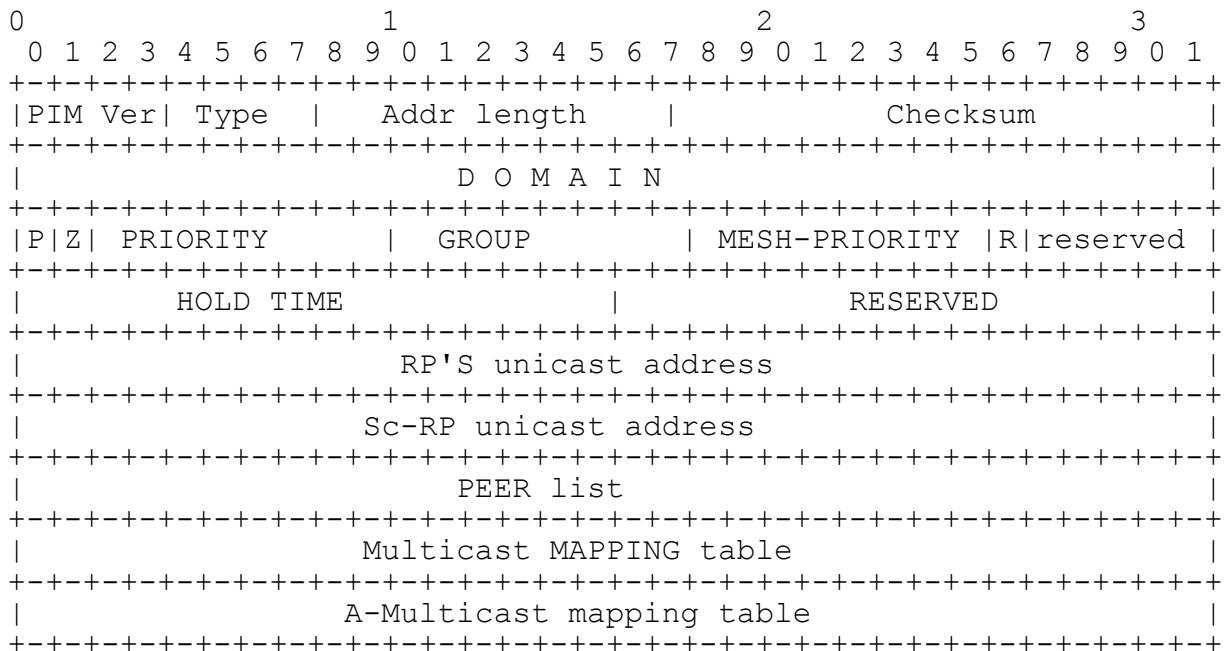 0                   1                   2                   3
 0 1 2 3 4 5 6 7 8 9 0 1 2 3 4 5 6 7 8 9 0 1 2 3 4 5 6 7 8 9 0 1
+-+-+-+-+-+-+-+-+-+-+-+-+-+-+-+-+-+-+-+-+-+-+-+-+-+-+-+-+-+-+-+-+
|PIM Ver| Type  |   Addr length    |           Checksum         |
+-+-+-+-+-+-+-+-+-+-+-+-+-+-+-+-+-+-+-+-+-+-+-+-+-+-+-+-+-+-+-+-+
|                       D O M A I N                             |
+-+-+-+-+-+-+-+-+-+-+-+-+-+-+-+-+-+-+-+-+-+-+-+-+-+-+-+-+-+-+-+-+
|P|Z| PRIORITY      |  GROUP        | MESH-PRIORITY |R|reserved |
+-+-+-+-+-+-+-+-+-+-+-+-+-+-+-+-+-+-+-+-+-+-+-+-+-+-+-+-+-+-+-+-+
|        HOLD TIME              |            RESERVED           |
+-+-+-+-+-+-+-+-+-+-+-+-+-+-+-+-+-+-+-+-+-+-+-+-+-+-+-+-+-+-+-+-+
|                    RP'S unicast address                       |
+-+-+-+-+-+-+-+-+-+-+-+-+-+-+-+-+-+-+-+-+-+-+-+-+-+-+-+-+-+-+-+-+
|                  Sc-RP unicast address                        |
+-+-+-+-+-+-+-+-+-+-+-+-+-+-+-+-+-+-+-+-+-+-+-+-+-+-+-+-+-+-+-+-+
|                       PEER list                               |
+-+-+-+-+-+-+-+-+-+-+-+-+-+-+-+-+-+-+-+-+-+-+-+-+-+-+-+-+-+-+-+-+
|                  Multicast MAPPING table                      |
+-+-+-+-+-+-+-+-+-+-+-+-+-+-+-+-+-+-+-+-+-+-+-+-+-+-+-+-+-+-+-+-+
|                 A-Multicast mapping table                     |
+-+-+-+-+-+-+-+-+-+-+-+-+-+-+-+-+-+-+-+-+-+-+-+-+-+-+-+-+-+-+-+-+